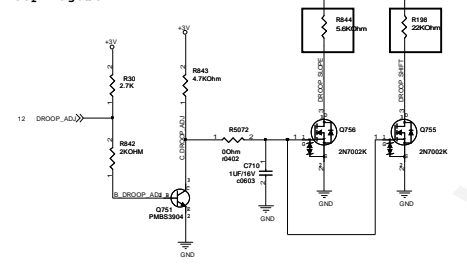 R844
5.6KOhm
R198
22KOhm
+3V
+3V
R843
4.7KOhm
R30
2.7K
DROOP_SLOPE
DROOP_SHIFT
12 DROOP_ADJ
C_DROOP_ADJ
R5072
0Ohm
r0402
Q756
2N7002K
Q755
2N7002K
R842
2KOHM
C710
1UF/16V
c0603
B_DROOP_ADJ
Q751
PMBS3904
GND
GND
GND
GND